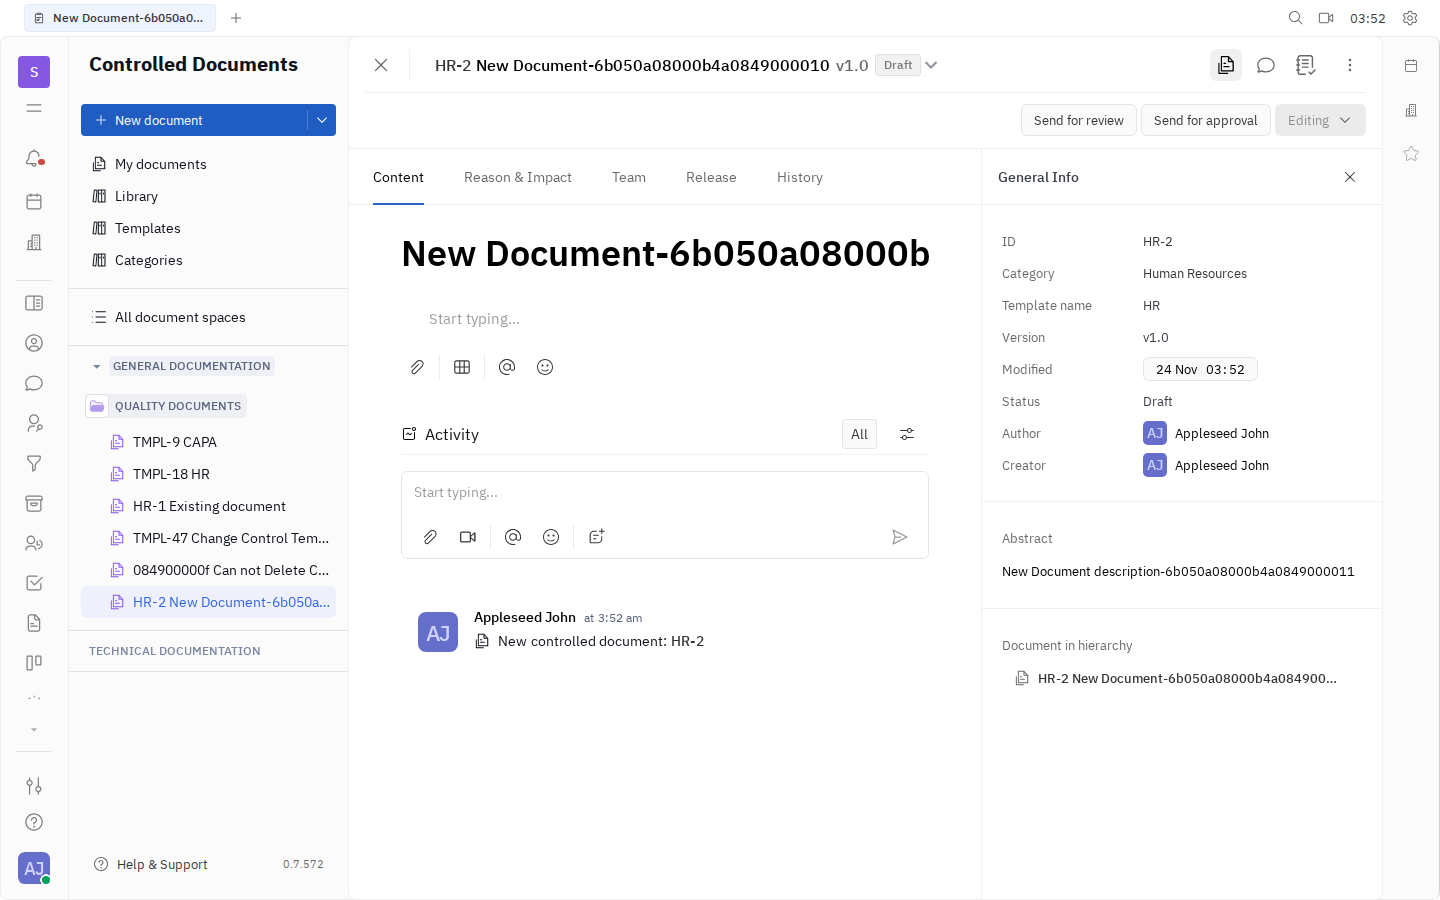 New Document-6b050a0...
03:52
S
Controlled Documents
New document
My documents
Library
Templates
Categories
All document spaces
GENERAL DOCUMENTATION
QUALITY DOCUMENTS
TMPL-9 CAPA
TMPL-18 HR
HR-1 Existing document
TMPL-47 Change Control Tem...
084900000f Can not Delete C...
HR-2 New Document-6b050a...
TECHNICAL DOCUMENTATION
Help & Support
0.7.572
AJ
HR-2 New Document-6b050a08000b4a0849000010 v1.0 Draft
Send for review
Send for approval
Editing
Content
Reason & Impact
Team
Release
History
New Document-6b050a08000b
Start typing...
Activity
All
Start typing...
AJ
Appleseed John at 3:52 am
New controlled document: HR-2
General Info
ID HR-2
Category Human Resources
Template name HR
Version v1.0
Modified 24 Nov 03:52
Status Draft
Author AJ Appleseed John
Creator AJ Appleseed John
Abstract
New Document description-6b050a08000b4a0849000011
Document in hierarchy
HR-2 New Document-6b050a08000b4a084900...